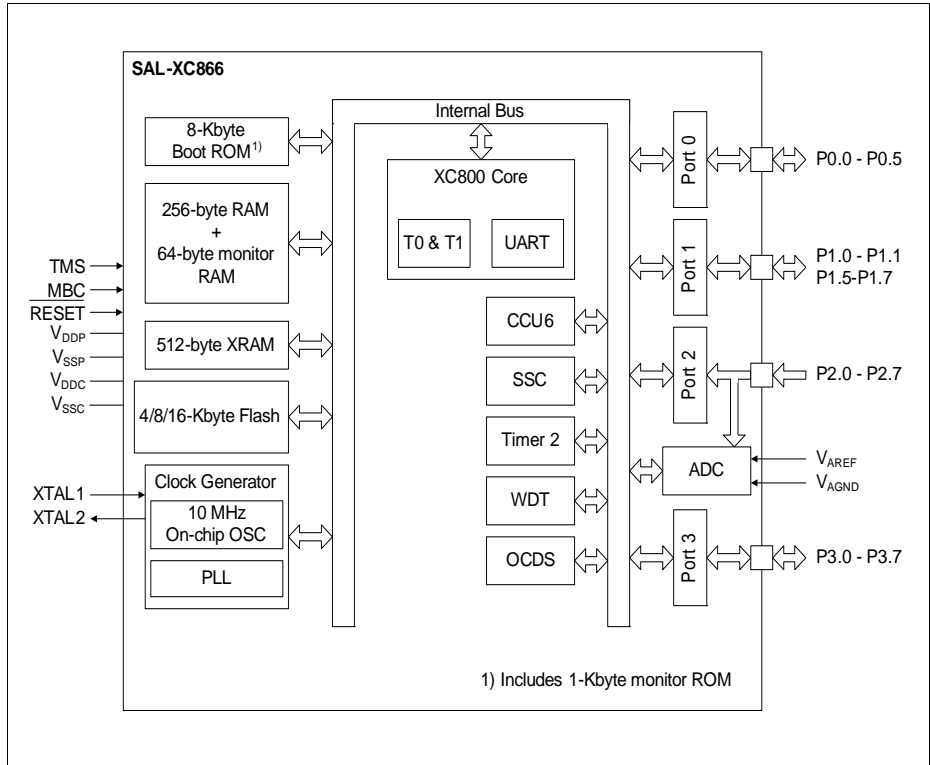 SAL-XC866
Internal Bus
8-Kbyte
Boot ROM1)
256-byte RAM
+
64-byte monitor
RAM
512-byte XRAM
4/8/16-Kbyte Flash
Clock Generator
10 MHz
On-chip OSC
PLL
TMS
MBC
RESET
VDDP
VSSP
VDDC
VSSC
XTAL1
XTAL2
XC800 Core
T0 & T1
UART
CCU6
SSC
Timer 2
WDT
OCDS
Port 0
Port 1
Port 2
ADC
Port 3
P0.0 - P0.5
P1.0 - P1.1
P1.5-P1.7
P2.0 - P2.7
VAREF
VAGND
P3.0 - P3.7
1) Includes 1-Kbyte monitor ROM